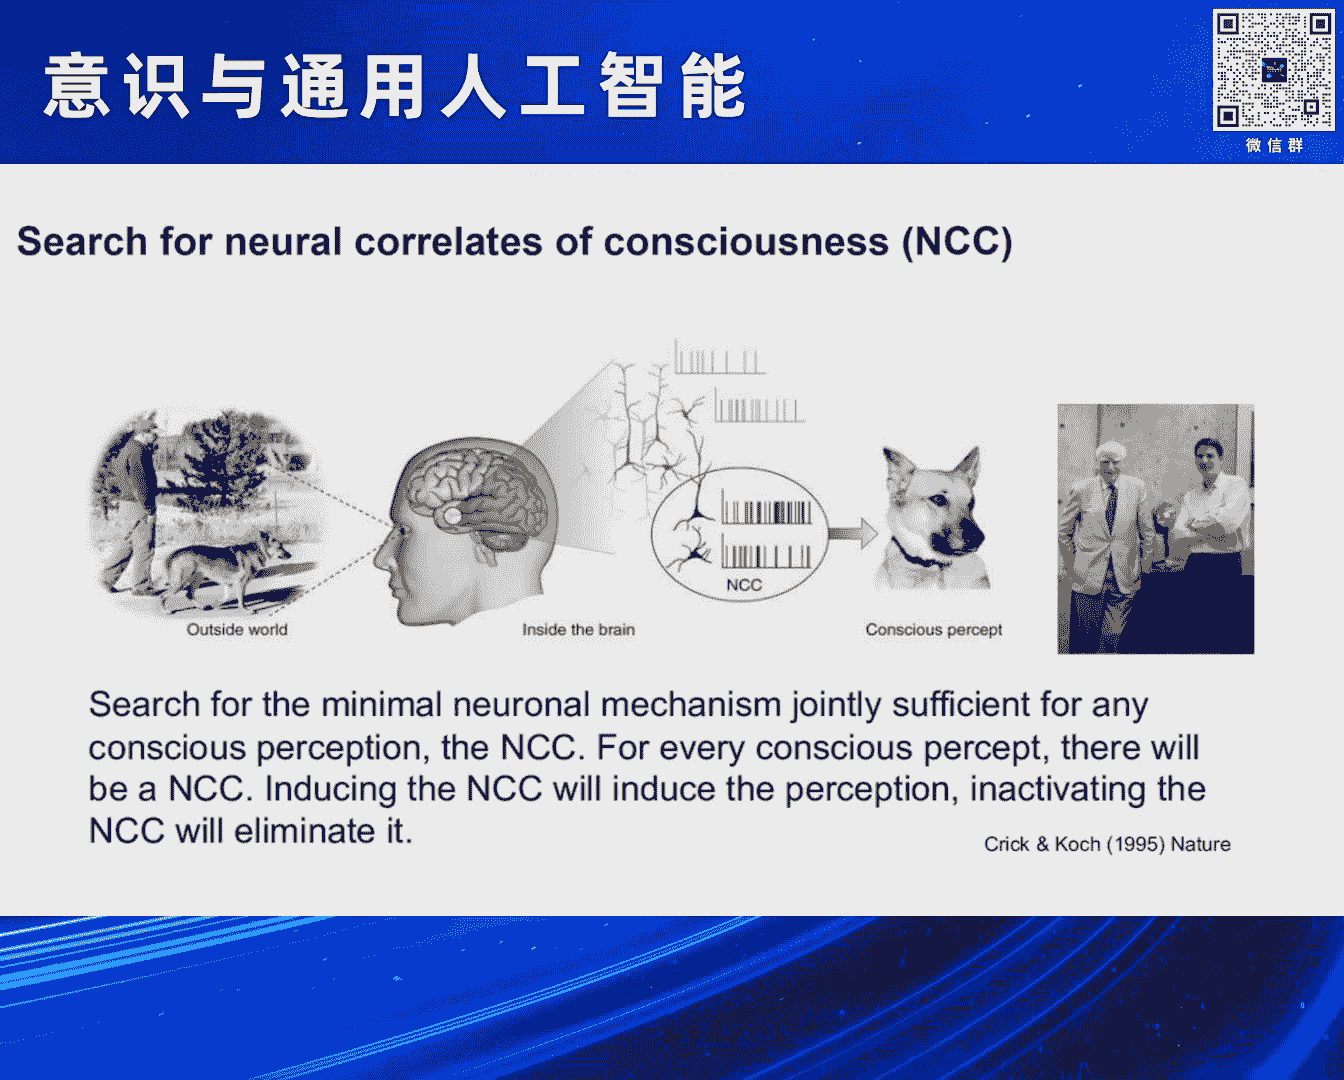 意识与通用人工智能
微信群
Search for neural correlates of consciousness (NCC)
NCC
Outside world
Inside the brain
Conscious percept
Search for the minimal neuronal mechanism jointly sufficient for any
conscious perception, the NCC. For every conscious percept, there will
be a NCC. Inducing the NCC will induce the perception, inactivating the
NCC will eliminate it.
Crick & Koch (1995) Nature